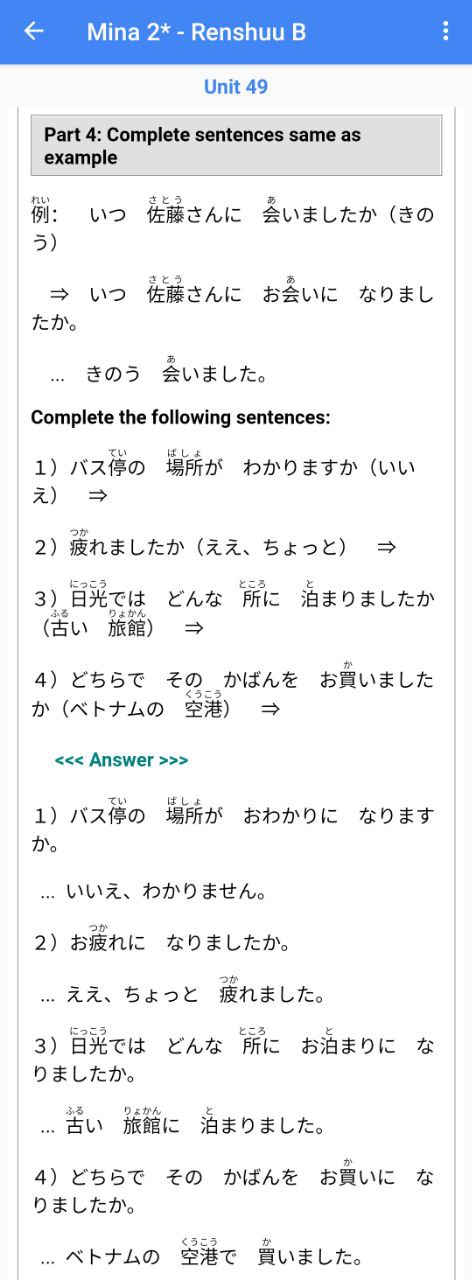 Mina 2* - Renshuu B
Unit 49
Part 4: Complete sentences same as
example
れい さとう あ
例： いつ 佐藤さんに 会いましたか（きの
う）
さとう あ
⇒ いつ 佐藤さんに お会いに なりまし
たか。
あ
... きのう 会いました。
Complete the following sentences:
てい ばしょ
１）バス停の 場所が わかりますか（いい
え） ⇒
つか
２）疲れましたか（ええ、ちょっと） ⇒
にっこう ところ と
３）日光では どんな 所に 泊まりましたか
ふる りょかん
（古い 旅館） ⇒
か
４）どちらで その かばんを お買いました
くうこう
か（ベトナムの 空港） ⇒
<<< Answer >>>
てい ばしょ
１）バス停の 場所が おわかりに なります
か。
... いいえ、わかりません。
つか
２）お疲れに なりましたか。
つか
... ええ、ちょっと 疲れました。
にっこう ところ と
３）日光では どんな 所に お泊まりに な
りましたか。
ふる りょかん と
... 古い 旅館に 泊まりました。
か
４）どちらで その かばんを お買いに な
りましたか。
くうこう か
... ベトナムの 空港で 買いました。